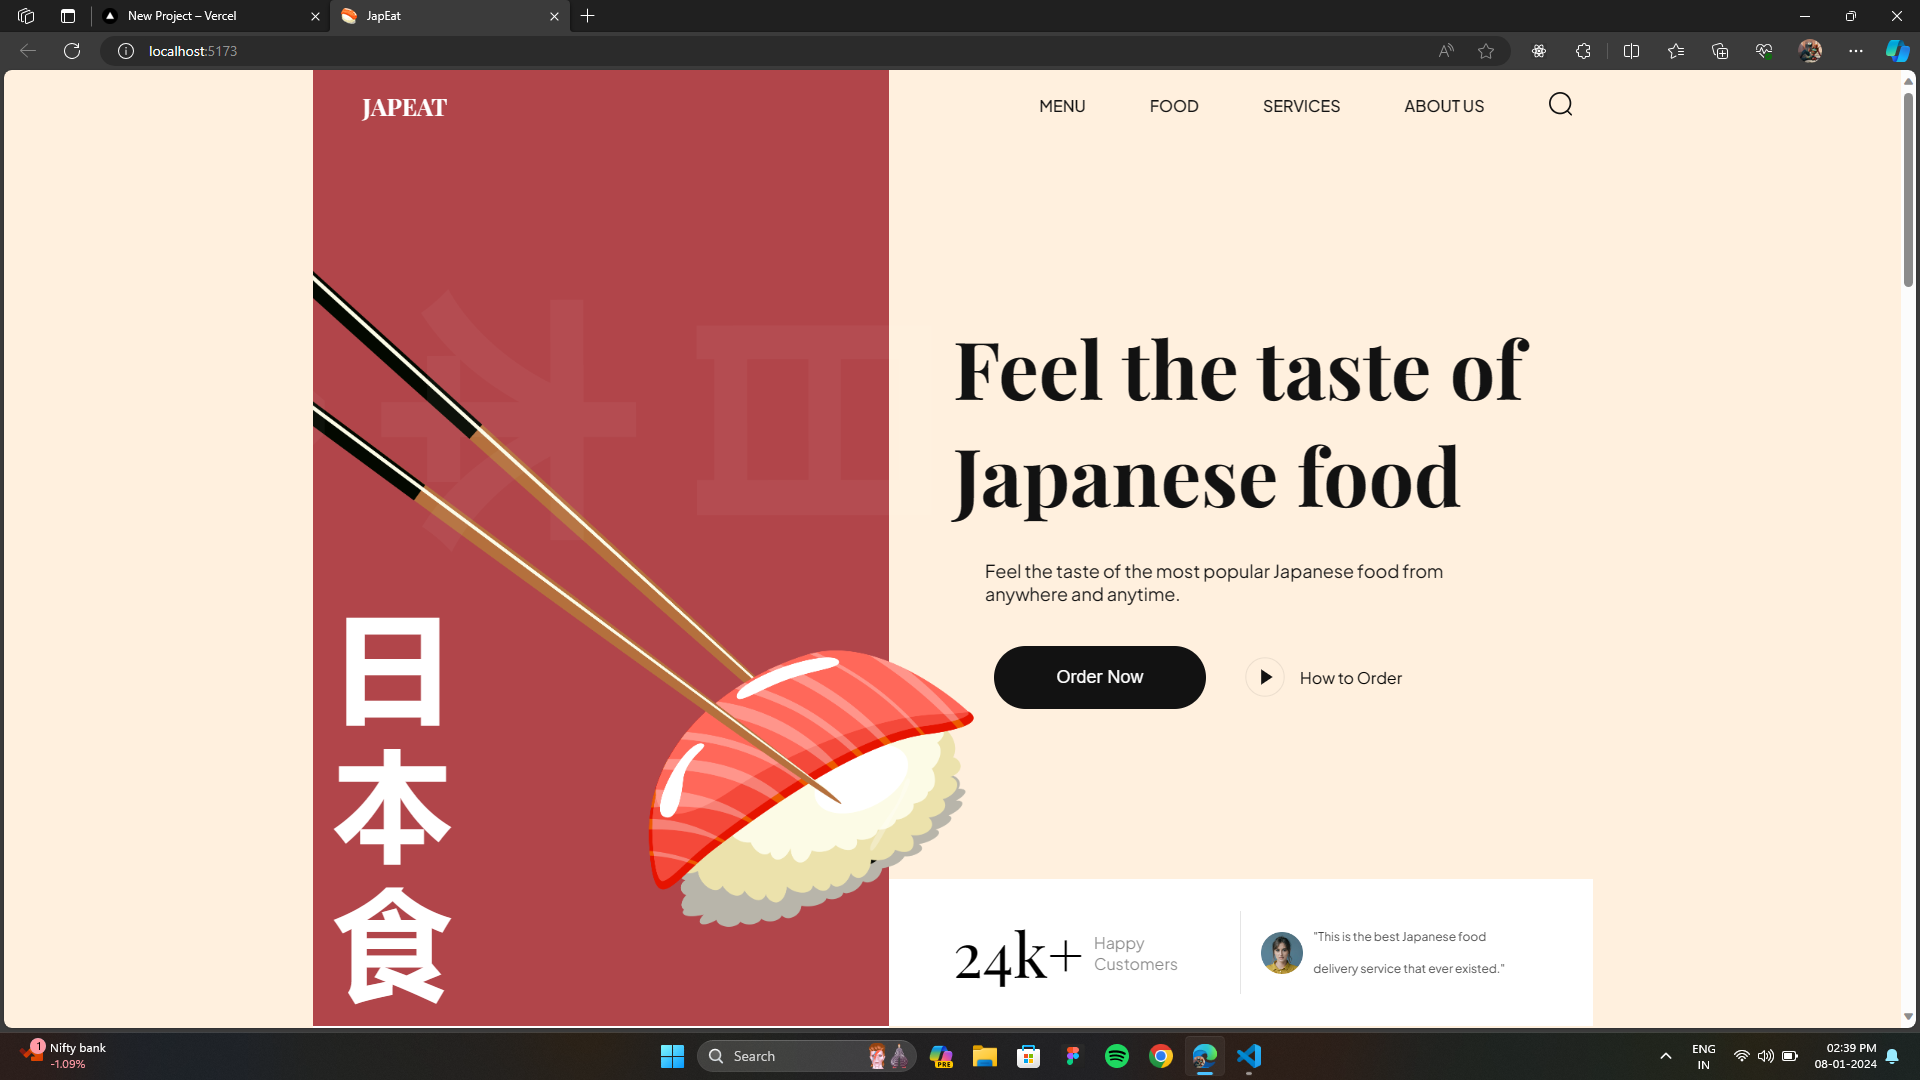 New Project – Vercel
JapEat
localhost:5173
JAPEAT
MENU
FOOD
SERVICES
ABOUT US
Feel the taste of
Japanese food
Feel the taste of the most popular Japanese food from
anywhere and anytime.
Order Now
How to Order
日
本
食
24k+
Happy
Customers
"This is the best Japanese food
delivery service that ever existed."
1
Nifty bank
-1.09%
Search
PRE
ENG
IN
02:39 PM
08-01-2024